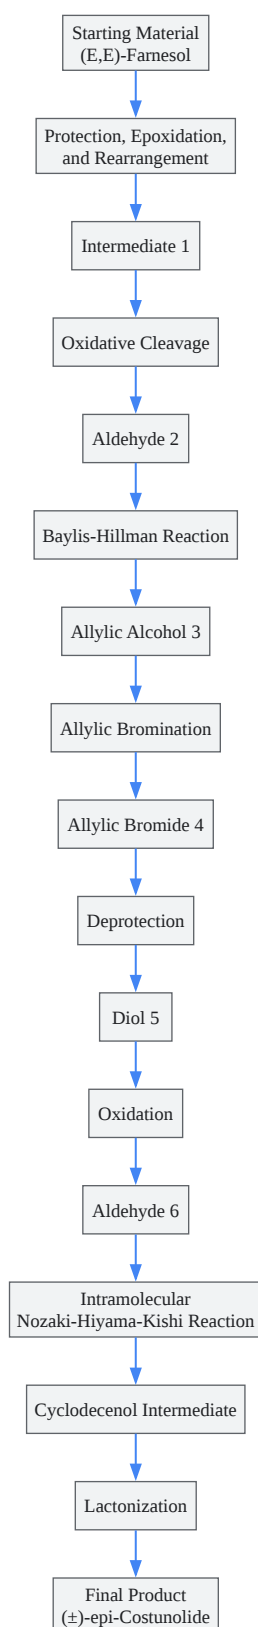 Starting Material
(E,E)-Farnesol
Protection, Epoxidation,
and Rearrangement
Intermediate 1
Oxidative Cleavage
Aldehyde 2
Baylis-Hillman Reaction
Allylic Alcohol 3
Allylic Bromination
Allylic Bromide 4
Deprotection
Diol 5
Oxidation
Aldehyde 6
Intramolecular
Nozaki-Hiyama-Kishi Reaction
Cyclodecenol Intermediate
Lactonization
Final Product
(±)-epi-Costunolide